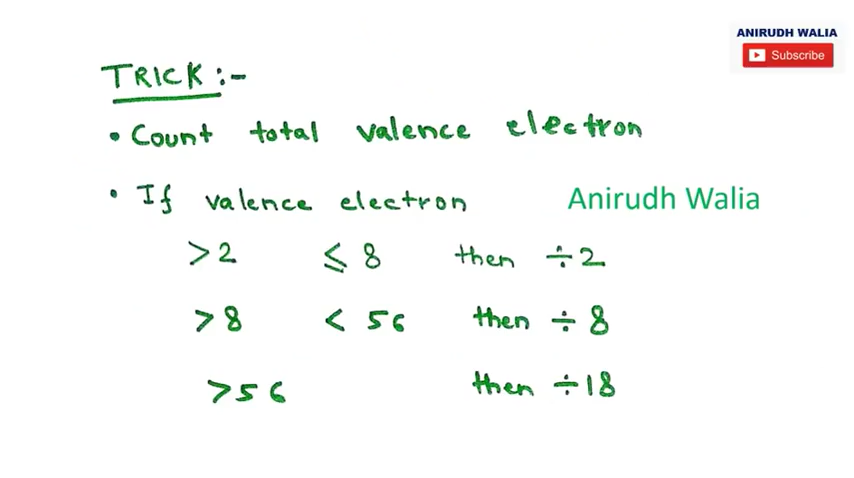 ANIRUDH WALIA
Subscribe
TRICK :-
• Count total valence electron
• If valence electron
Anirudh Walia
>2 ≤ 8 then ÷2
>8 < 56 then ÷ 8
>56 then ÷18